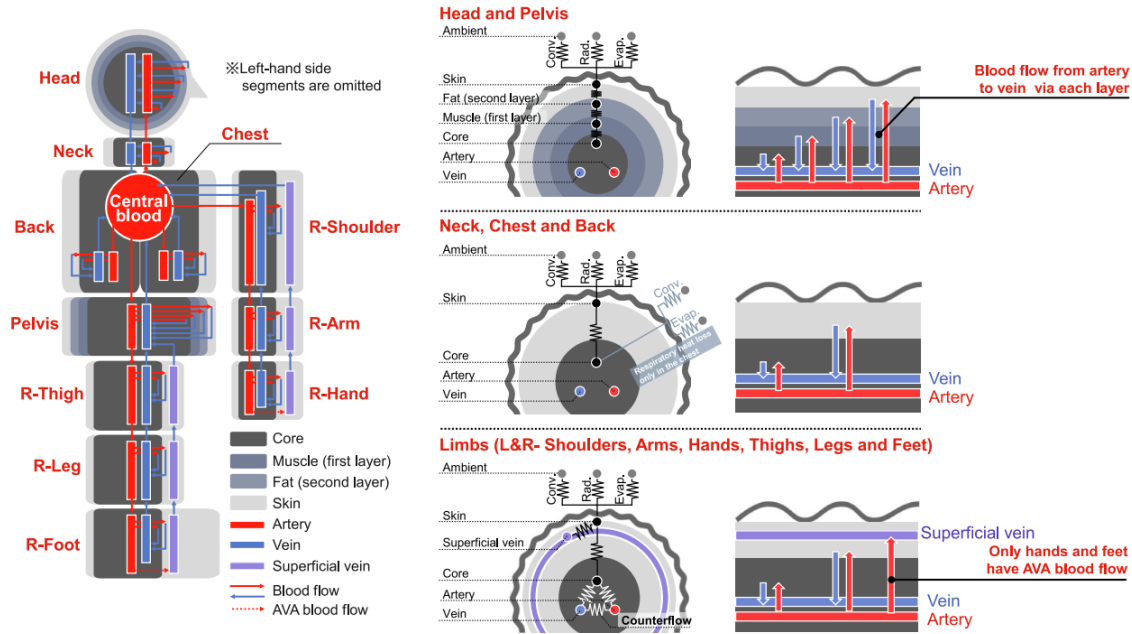 Head
※Left-hand side
segments are omitted
Neck
Chest
Central
blood
Back
R-Shoulder
Pelvis
R-Arm
R-Thigh
R-Hand
R-Leg
R-Foot
Core
Muscle (first layer)
Fat (second layer)
Skin
Artery
Vein
Superficial vein
Blood flow
AVA blood flow
Head and Pelvis
Ambient
Conv.
Rad.
Evap.
Skin
Fat (second layer)
Muscle (first layer)
Core
Artery
Vein
Blood flow from artery
to vein via each layer
Vein
Artery
Neck, Chest and Back
Ambient
Conv.
Rad.
Evap.
Skin
Conv.
Evap.
Respiratory heat loss
only in the chest
Core
Artery
Vein
Vein
Artery
Limbs (L&R- Shoulders, Arms, Hands, Thighs, Legs and Feet)
Ambient
Conv.
Rad.
Evap.
Skin
Superficial vein
Core
Artery
Vein
Counterflow
Superficial vein
Only hands and feet
have AVA blood flow
Vein
Artery